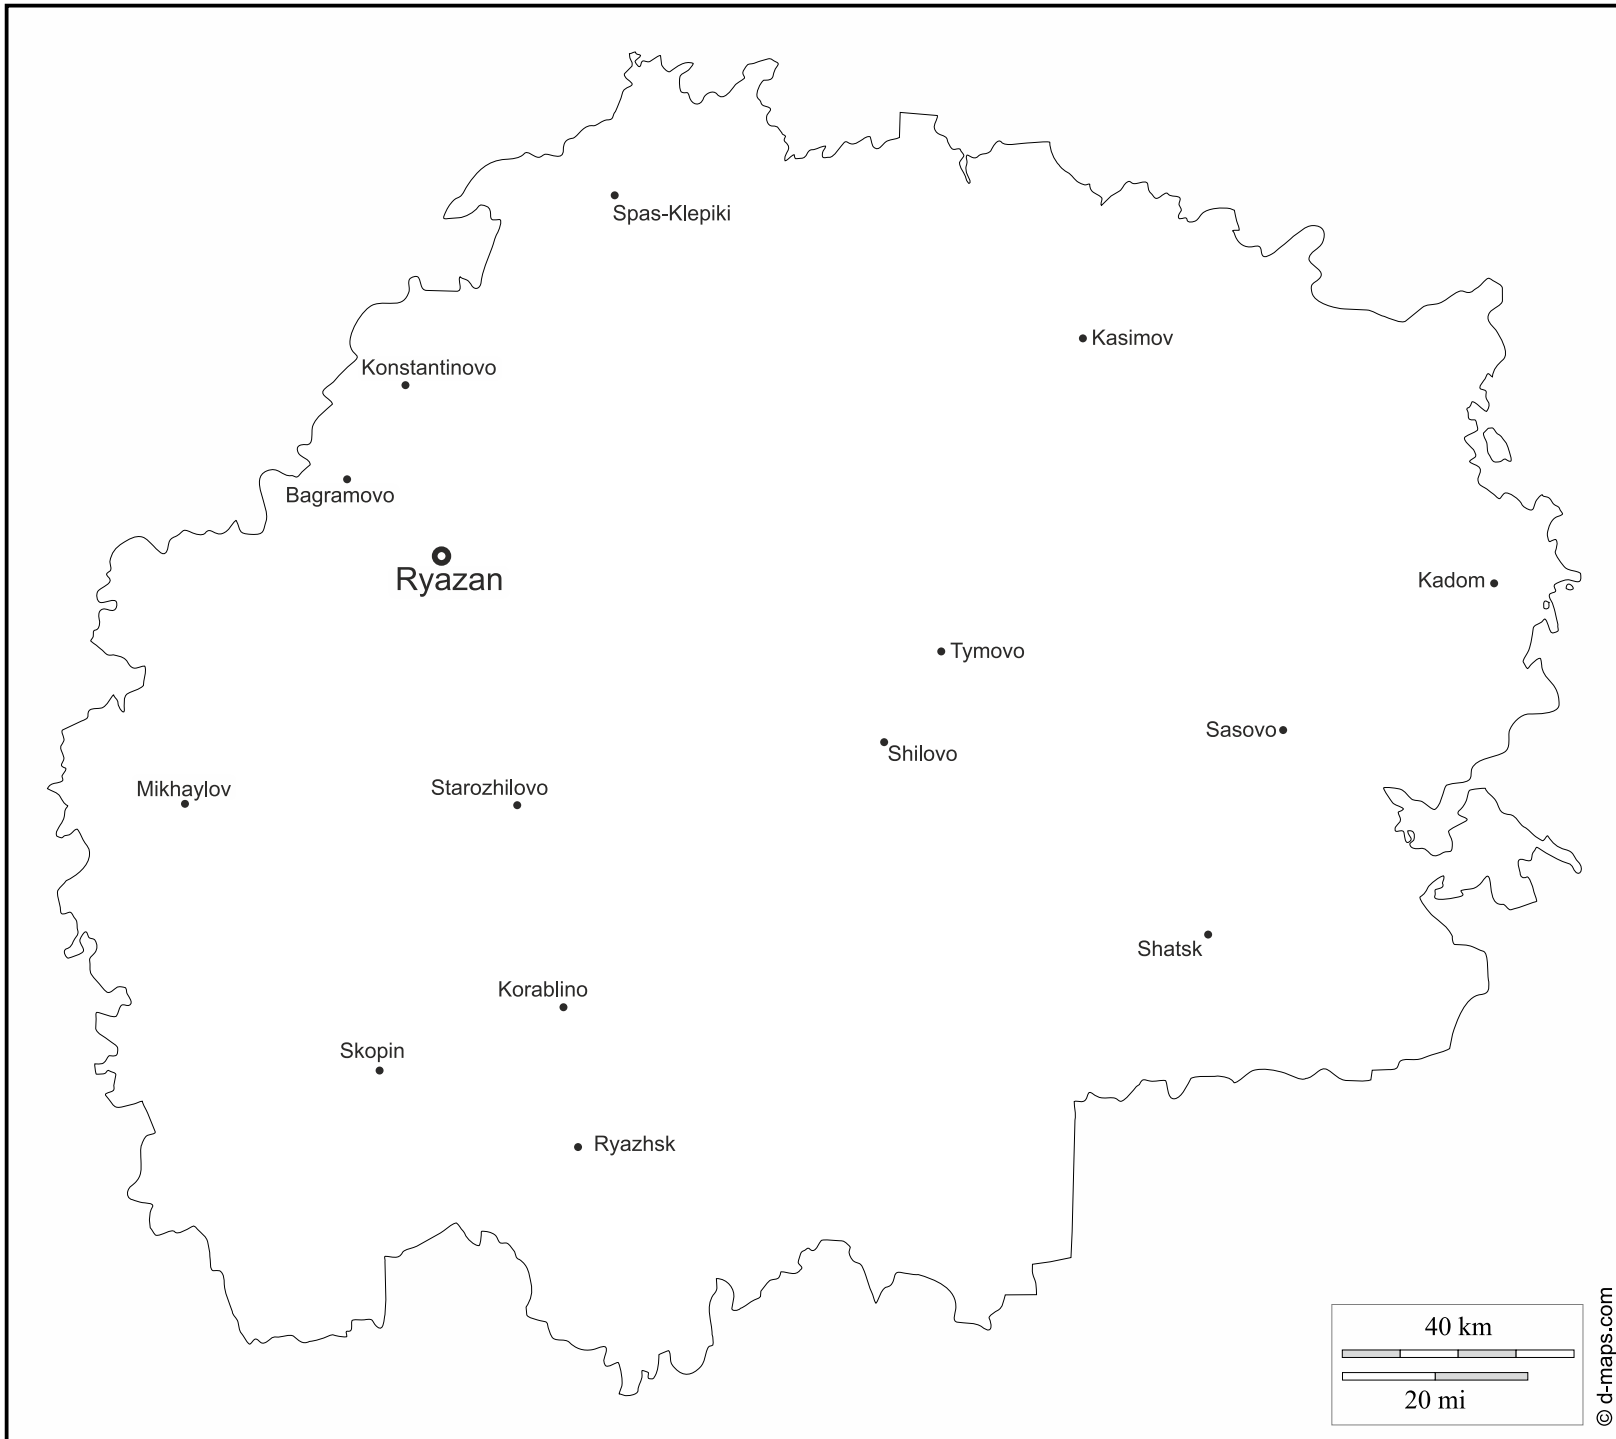 Spas-Klepiki
Kasimov
Konstantinovo
Bagramovo
Ryazan
Kadom
Tymovo
Sasovo
Shilovo
Mikhaylov
Starozhilovo
Shatsk
Korablino
Skopin
Ryazhsk
40 km
20 mi
© d-maps.com